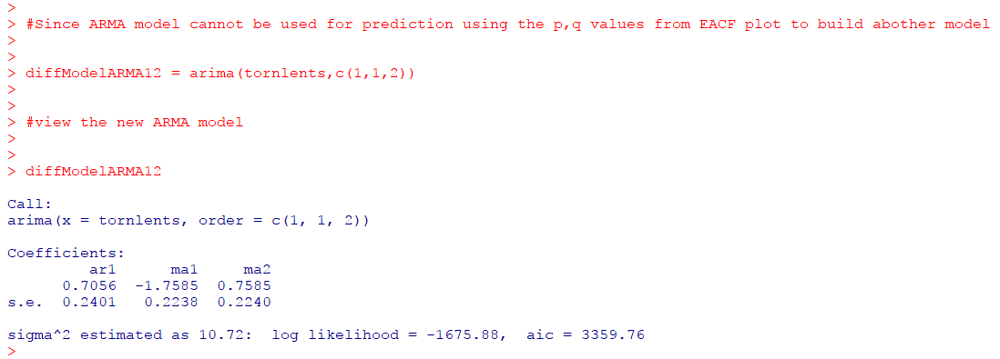 >
> #Since ARMA model cannot be used for prediction using the p,q values from EACF plot to build abother model
>
>
> diffModelARMA12 = arima(tornlents,c(1,1,2))
>
>
> #view the new ARMA model
>
>
> diffModelARMA12
Call:
arima(x = tornlents, order = c(1, 1, 2))
Coefficients:
ar1 ma1 ma2
0.7056 -1.7585 0.7585
s.e. 0.2401 0.2238 0.2240
sigma^2 estimated as 10.72: log likelihood = -1675.88, aic = 3359.76
>